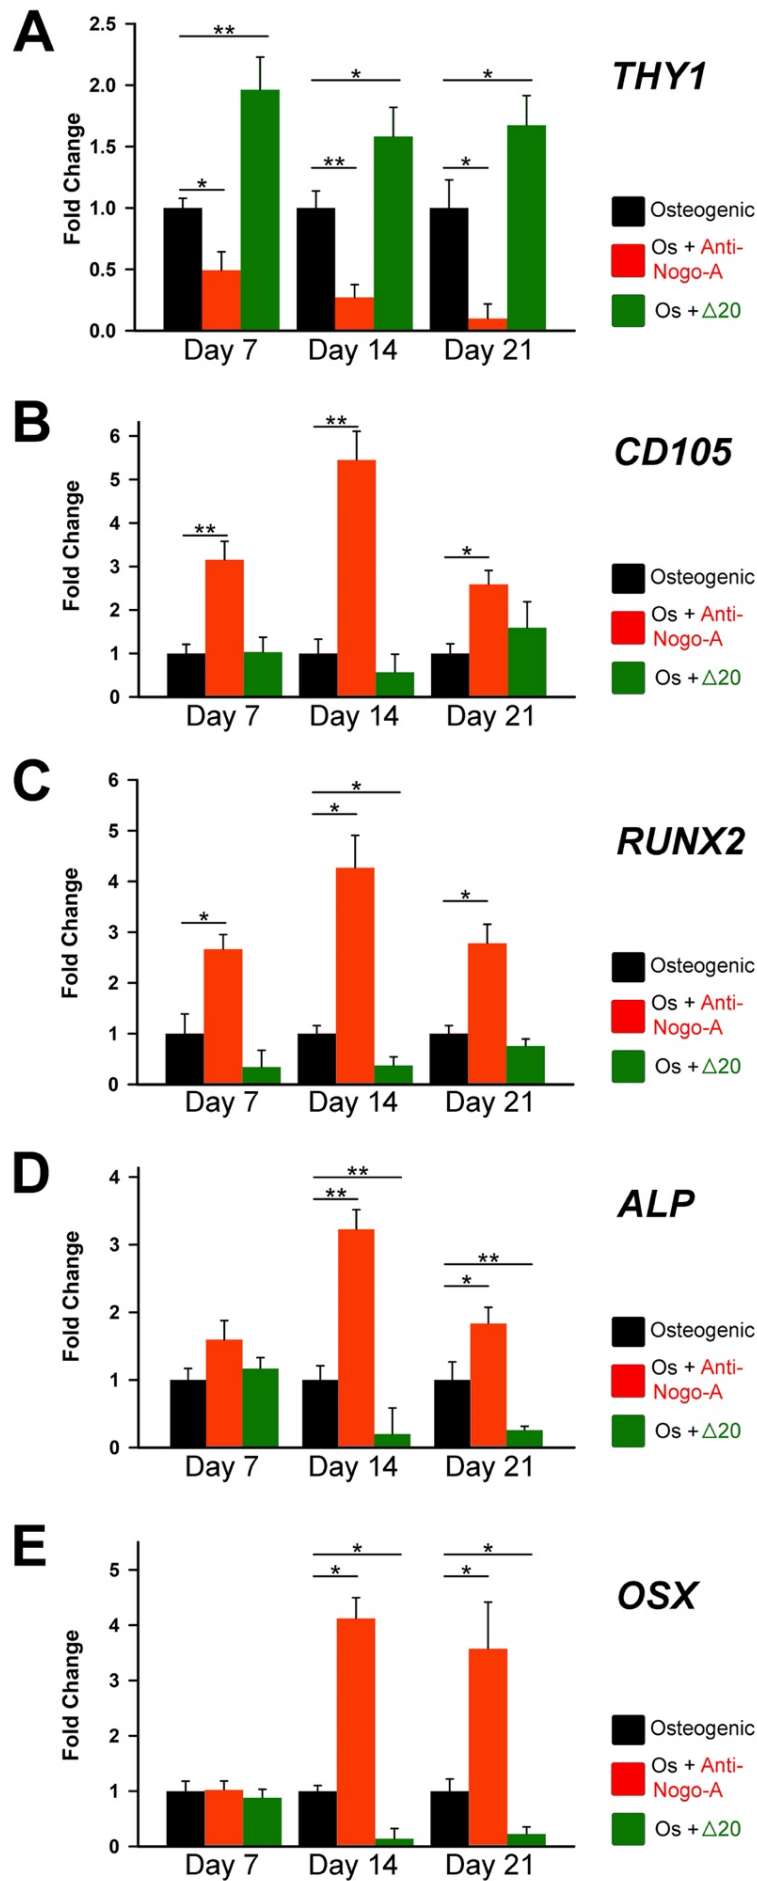 A
THY1
Fold Change
2.5
2.0
1.5
1.0
0.5
0.0
**
*
*
**
*
*
Day 7
Day 14
Day 21
Osteogenic
Os + Anti-
Nogo-A
Os + Δ20
B
CD105
Fold Change
6
5
4
3
2
1
0
**
**
*
Day 7
Day 14
Day 21
Osteogenic
Os + Anti-
Nogo-A
Os + Δ20
C
RUNX2
Fold Change
6
5
4
3
2
1
0
*
*
*
*
Day 7
Day 14
Day 21
Osteogenic
Os + Anti-
Nogo-A
Os + Δ20
D
ALP
Fold Change
4
3
2
1
0
**
**
**
*
Day 7
Day 14
Day 21
Osteogenic
Os + Anti-
Nogo-A
Os + Δ20
E
OSX
Fold Change
5
4
3
2
1
0
*
*
*
*
Day 7
Day 14
Day 21
Osteogenic
Os + Anti-
Nogo-A
Os + Δ20